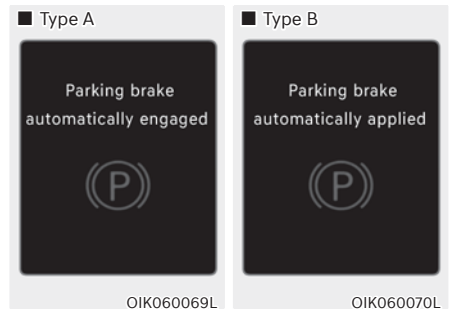 ■ Type A
Parking brake
automatically engaged
(P)
OIK060069L
■ Type B
Parking brake
automatically applied
(P)
OIK060070L